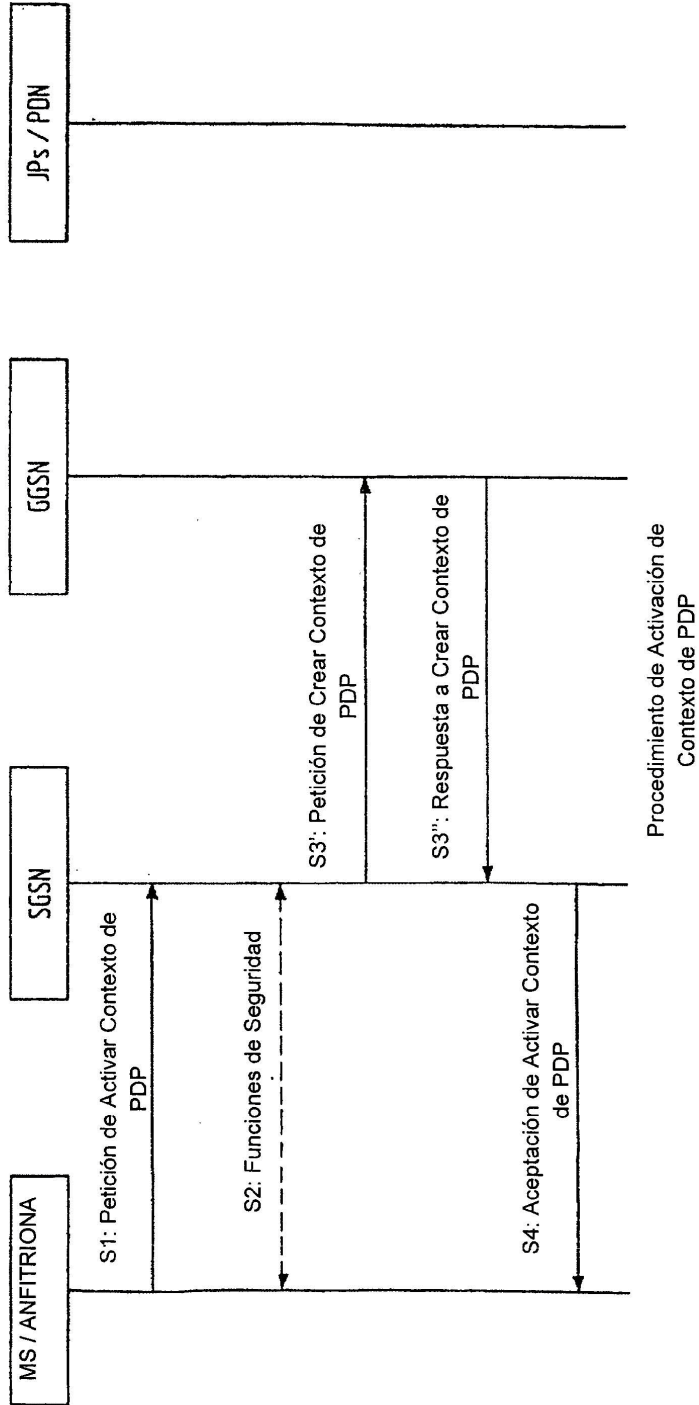 MS / ANFITRIONA
SGSN
GGSN
JPs / PDN
S1: Petición de Activar Contexto de
PDP
S2: Funciones de Seguridad
S3': Petición de Crear Contexto de
PDP
S3'': Respuesta a Crear Contexto de
PDP
S4: Aceptación de Activar Contexto
de PDP
Procedimiento de Activación de
Contexto de PDP